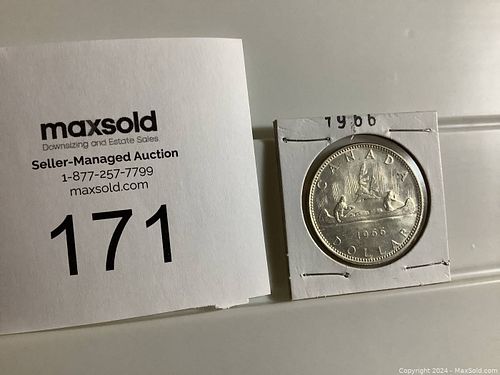 maxsold
Downsizing and Estate Sales
Seller-Managed Auction
1-877-257-7799
maxsold.com
171
1966
CANADA
1966
DOLLAR
Copyright 2024 - MaxSold.com